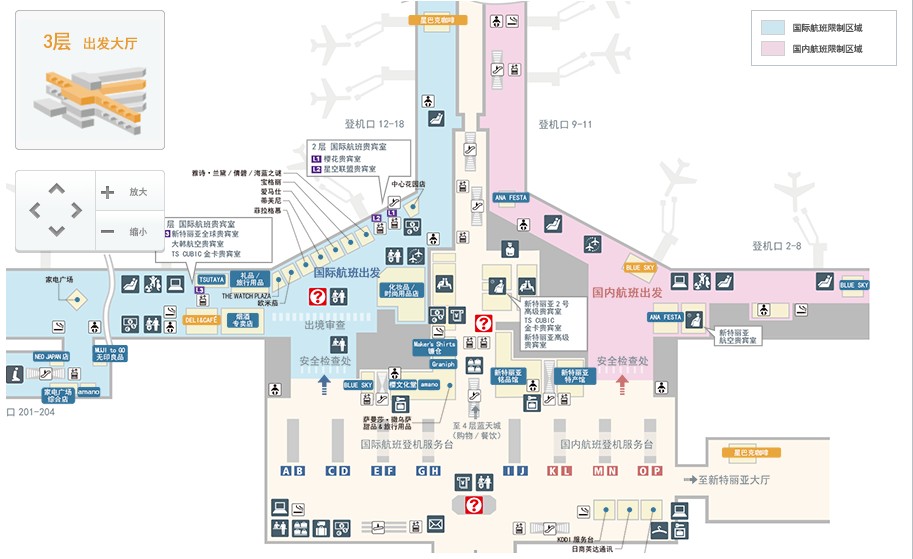 3层 出发大厅
放大
缩小
国际航班限制区域
国内航班限制区域
星巴克咖啡
登机口 12-18
登机口 9-11
2层 国际航班贵宾室
L1 樱花贵宾室
L2 星空联盟贵宾室
雅诗·兰黛/倩碧/海蓝之谜
宝格丽
爱马仕
蒂芙尼
菲拉格慕
中心花园店
L2
L1
层 国际航班贵宾室
新特丽亚全球贵宾室
大韩航空贵宾室
TS CUBIC 金卡贵宾室
ANA FESTA
登机口 2-8
BLUE SKY
BLUE SKY
国际航班出发
国内航班出发
家电广场
TSUTAYA
礼品/
旅行用品
L1
THE WATCH PLAZA
欧米茄
DELI&CAFÉ
烟酒
专卖店
化妆品/
时尚用品店
出境审查
新特丽亚2号
高级贵宾室
TS CUBIC
金卡贵宾室
新特丽亚高级
贵宾室
ANA FESTA
新特丽亚
航空贵宾室
Maker's Shirts
镰仓
Graniph
NEO JAPAN店
MUJI to GO
无印良品
家电广场
综合店
amano
口 201-204
安全检查处
安全检查处
BLUE SKY
樱文化堂
amano
新特丽亚
铭品馆
新特丽亚
特产馆
萨曼莎·撒乌萨
甜品&旅行用品
至4层蓝天城
(购物/餐饮)
国际航班登机服务台
国内航班登机服务台
A B
C D
E F
G H
I J
K L
M N
O P
星巴克咖啡
至新特丽亚大厅
KDDI 服务台
日商英达通讯